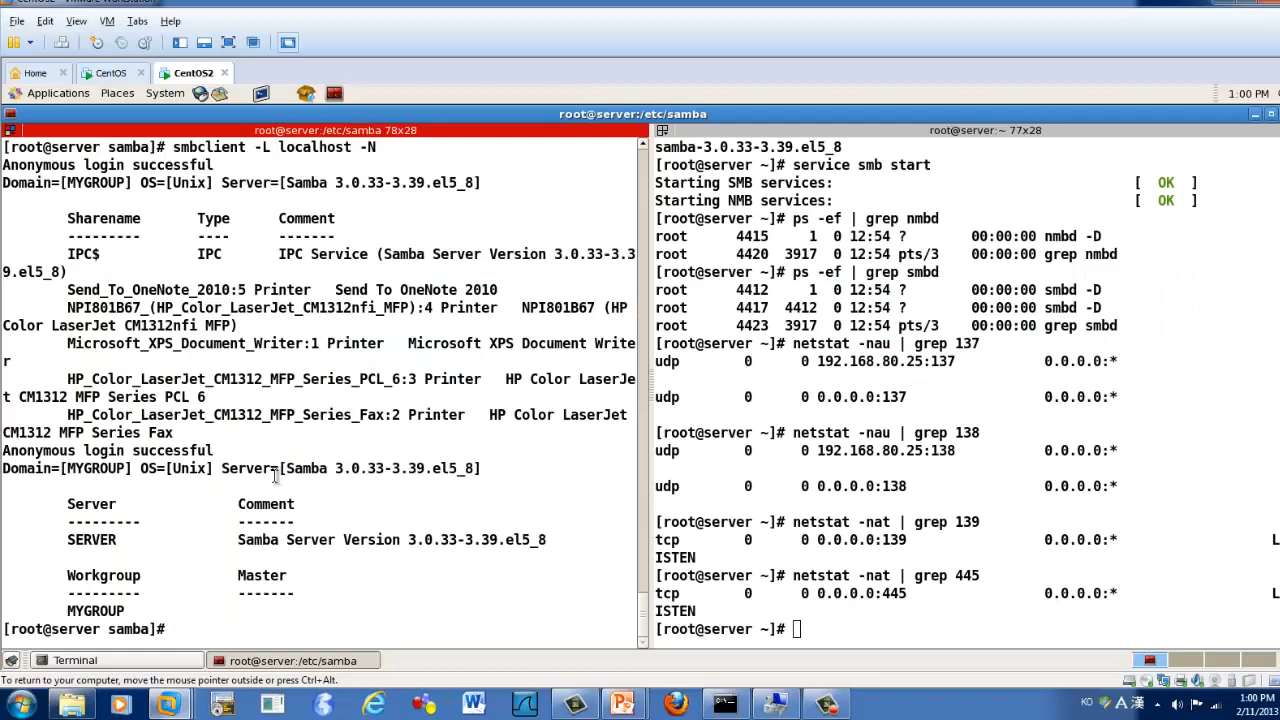 CentOS2 - VMware Workstation
File Edit View VM Tabs Help
Home CentOS CentOS2
Applications Places System 1:00 PM
root@server:/etc/samba
root@server:/etc/samba 78x28
[root@server samba]# smbclient -L localhost -N
Anonymous login successful
Domain=[MYGROUP] OS=[Unix] Server=[Samba 3.0.33-3.39.el5_8]
Sharename Type Comment
--------- ---- -------
IPC$ IPC IPC Service (Samba Server Version 3.0.33-3.3
9.el5_8)
Send_To_OneNote_2010:5 Printer Send To OneNote 2010
NPI801B67_(HP_Color_LaserJet_CM1312nfi_MFP):4 Printer NPI801B67 (HP
Color LaserJet CM1312nfi MFP)
Microsoft_XPS_Document_Writer:1 Printer Microsoft XPS Document Write
r
HP_Color_LaserJet_CM1312_MFP_Series_PCL_6:3 Printer HP Color LaserJe
t CM1312 MFP Series PCL 6
HP_Color_LaserJet_CM1312_MFP_Series_Fax:2 Printer HP Color LaserJet
CM1312 MFP Series Fax
Anonymous login successful
Domain=[MYGROUP] OS=[Unix] Server=[Samba 3.0.33-3.39.el5_8]
Server Comment
--------- -------
SERVER Samba Server Version 3.0.33-3.39.el5_8
Workgroup Master
--------- -------
MYGROUP
[root@server samba]#
root@server:~ 77x28
samba-3.0.33-3.39.el5_8
[root@server ~]# service smb start
Starting SMB services: [ OK ]
Starting NMB services: [ OK ]
[root@server ~]# ps -ef | grep nmbd
root 4415 1 0 12:54 ? 00:00:00 nmbd -D
root 4420 3917 0 12:54 pts/3 00:00:00 grep nmbd
[root@server ~]# ps -ef | grep smbd
root 4412 1 0 12:54 ? 00:00:00 smbd -D
root 4417 4412 0 12:54 ? 00:00:00 smbd -D
root 4423 3917 0 12:54 pts/3 00:00:00 grep smbd
[root@server ~]# netstat -nau | grep 137
udp 0 0 192.168.80.25:137 0.0.0.0:*
udp 0 0 0.0.0.0:137 0.0.0.0:*
[root@server ~]# netstat -nau | grep 138
udp 0 0 192.168.80.25:138 0.0.0.0:*
udp 0 0 0.0.0.0:138 0.0.0.0:*
[root@server ~]# netstat -nat | grep 139
tcp 0 0 0.0.0.0:139 0.0.0.0:* L
ISTEN
[root@server ~]# netstat -nat | grep 445
tcp 0 0 0.0.0.0:445 0.0.0.0:* L
ISTEN
[root@server ~]#
Terminal root@server:/etc/samba
To return to your computer, move the mouse pointer outside or press Ctrl+Alt.
KO A 漢 1:00 PM
2/11/2013